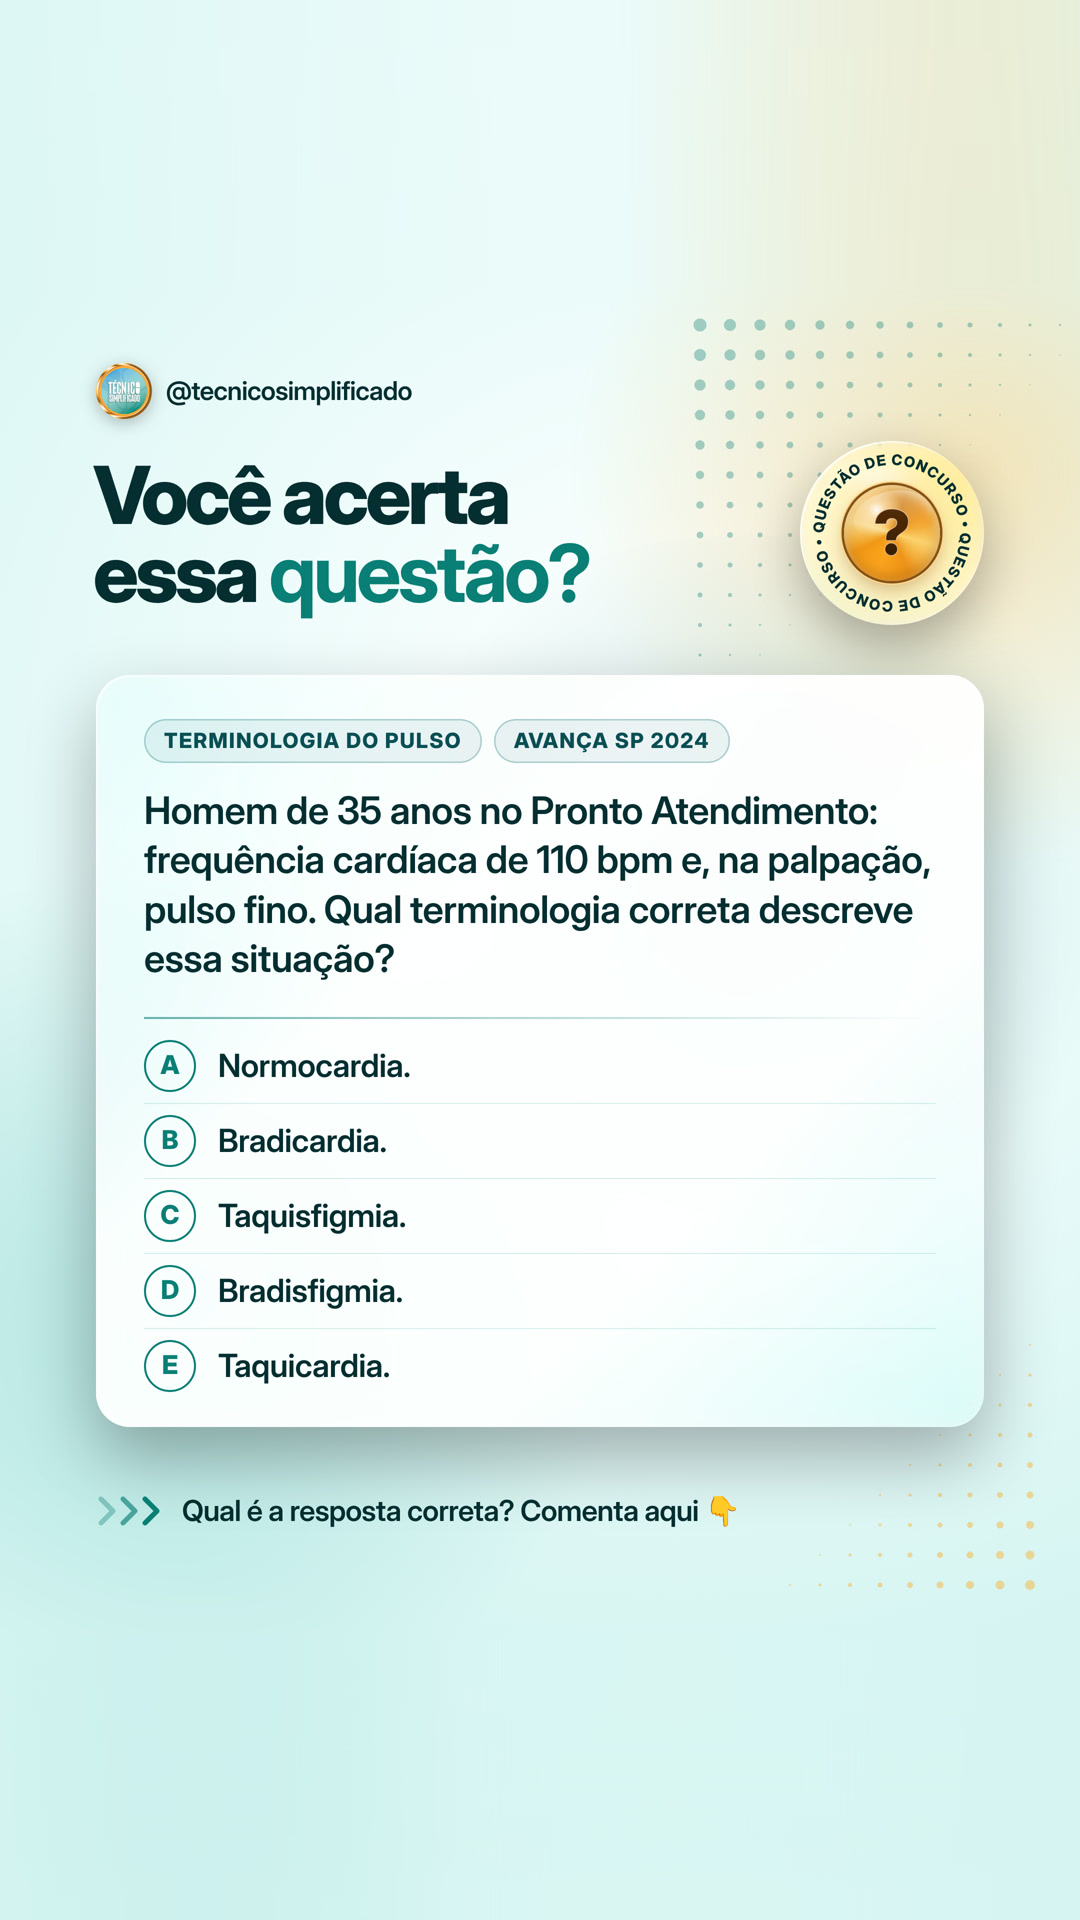 TÉCNICO
SIMPLIFICADO
@tecnicosimplificado
Você acerta
essa questão?
QUESTÃO DE CONCURSO • QUESTÃO DE CONCURSO •
?
TERMINOLOGIA DO PULSO
AVANÇA SP 2024
Homem de 35 anos no Pronto Atendimento:
frequência cardíaca de 110 bpm e, na palpação,
pulso fino. Qual terminologia correta descreve
essa situação?
A Normocardia.
B Bradicardia.
C Taquisfigmia.
D Bradisfigmia.
E Taquicardia.
Qual é a resposta correta? Comenta aqui 👇